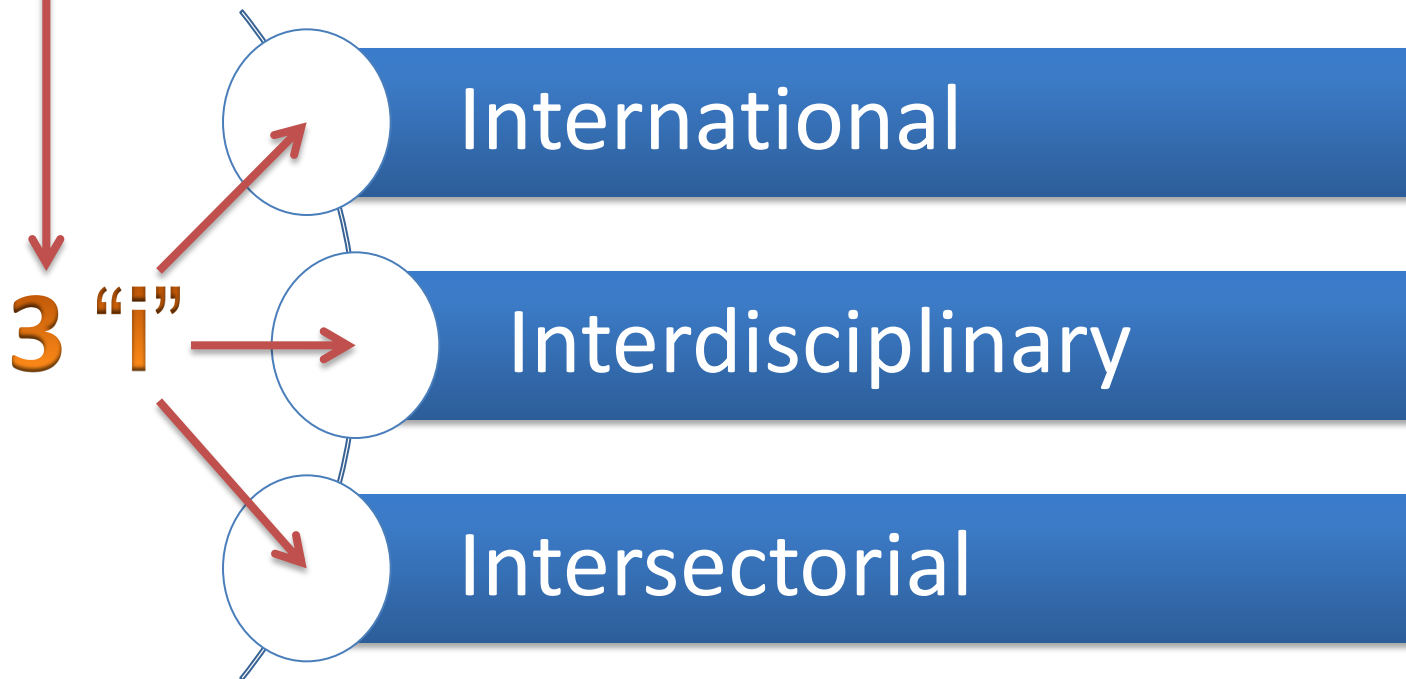 International
3 “i”
Interdisciplinary
Intersectorial